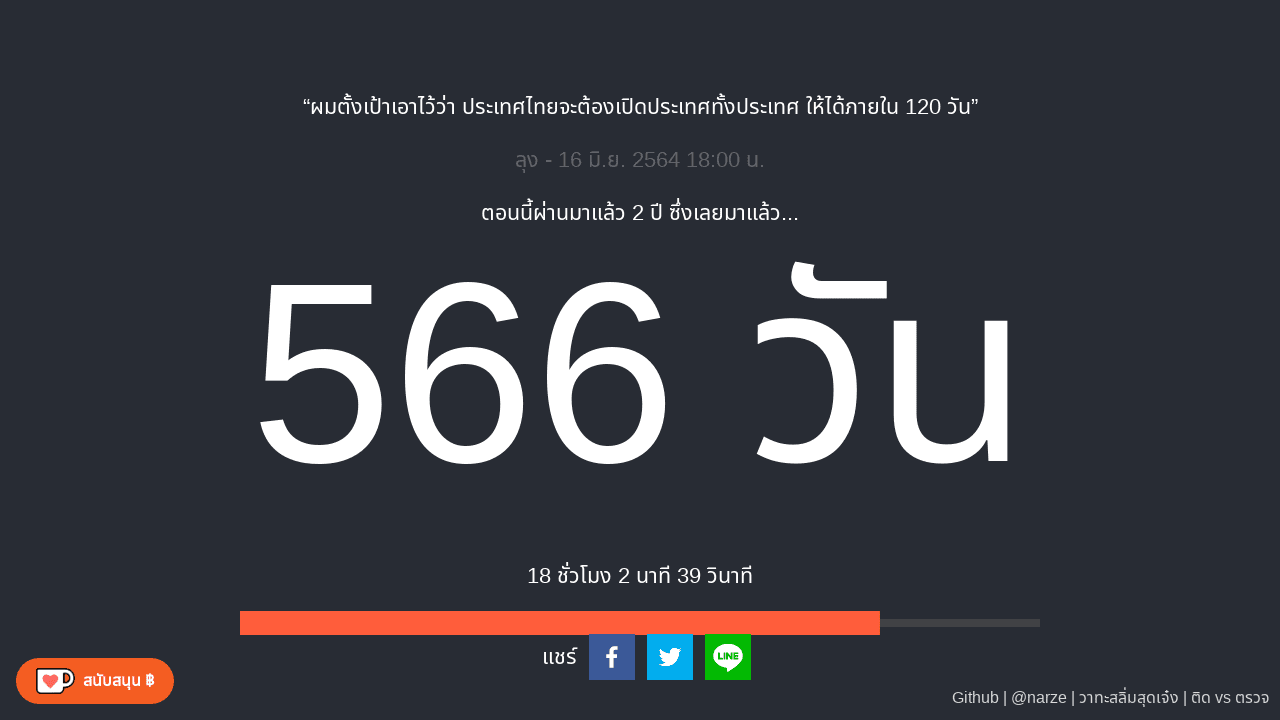 “ผมตั้งเป้าเอาไว้ว่า ประเทศไทยจะต้องเปิดประเทศทั้งประเทศ ให้ได้ภายใน 120 วัน”
ลุง - 16 มิ.ย. 2564 18:00 น.
ตอนนี้ผ่านมาแล้ว 2 ปี ซึ่งเลยมาแล้ว...
566 วัน
18 ชั่วโมง 2 นาที 39 วินาที
แชร์
LINE
สนับสนุน ฿
Github | @narze | วาทะสลิ่มสุดเจ๋ง | ติด vs ตรวจ